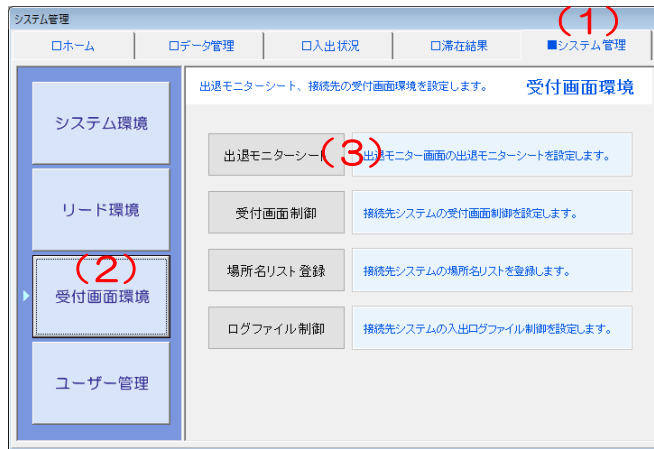 システム管理
(1)
□ホーム
□データ管理
□入出状況
□滞在結果
■システム管理
出退モニターシート、接続先の受付画面環境を設定します。
受付画面環境
システム環境
リード環境
(2)
受付画面環境
ユーザー管理
出退モニターシート
(3)
出退モニター画面の出退モニターシートを設定します。
受付画面制御
接続先システムの受付画面制御を設定します。
場所名リスト登録
接続先システムの場所名リストを登録します。
ログファイル制御
接続先システムの入出ログファイル制御を設定します。